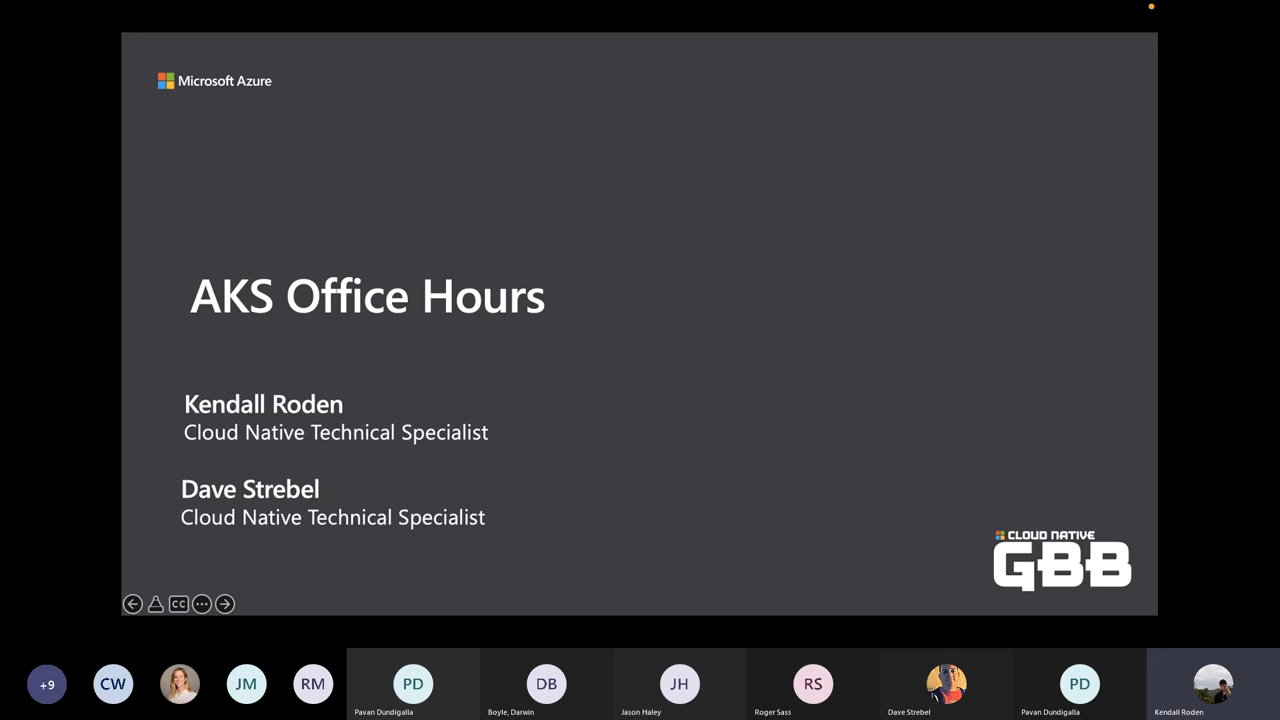 Microsoft Azure
AKS Office Hours
Kendall Roden
Cloud Native Technical Specialist
Dave Strebel
Cloud Native Technical Specialist
CLOUD NATIVE
GBB
CC
+9
CW
JM
RM
PD
DB
JH
RS
PD
Pavan Dundigalla
Boyle, Darwin
Jason Haley
Roger Sass
Dave Strebel
Pavan Dundigalla
Kendall Roden